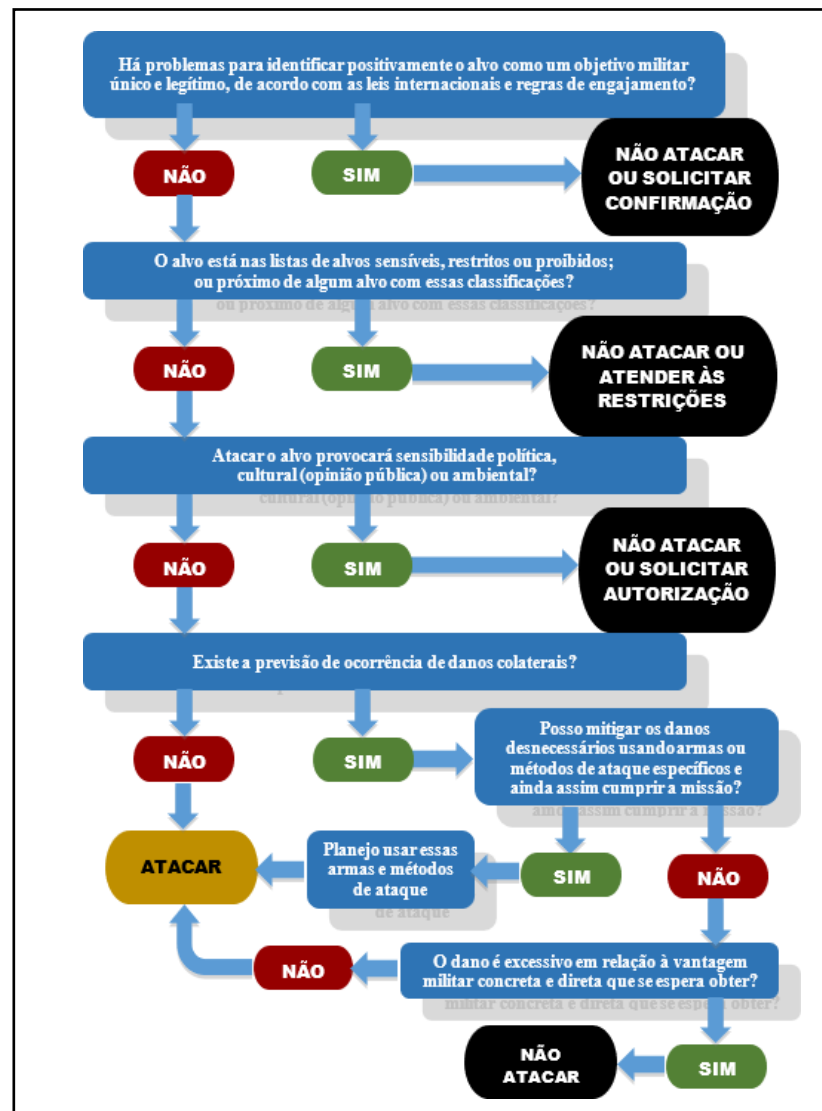 Há problemas para identificar positivamente o alvo como um objetivo militar
único e legítimo, de acordo com as leis internacionais e regras de engajamento?
NÃO
SIM
NÃO ATACAR
OU SOLICITAR
CONFIRMAÇÃO
O alvo está nas listas de alvos sensíveis, restritos ou proibidos;
ou próximo de algum alvo com essas classificações?
NÃO
SIM
NÃO ATACAR OU
ATENDER ÀS
RESTRIÇÕES
Atacar o alvo provocará sensibilidade política,
cultural (opinião pública) ou ambiental?
NÃO
SIM
NÃO ATACAR
OU SOLICITAR
AUTORIZAÇÃO
Existe a previsão de ocorrência de danos colaterais?
NÃO
SIM
Posso mitigar os danos
desnecessários usando armas ou
métodos de ataque específicos e
ainda assim cumprir a missão?
ATACAR
Planejo usar essas
armas e métodos
de ataque
SIM
NÃO
NÃO
O dano é excessivo em relação à vantagem
militar concreta e direta que se espera obter?
NÃO
ATACAR
SIM